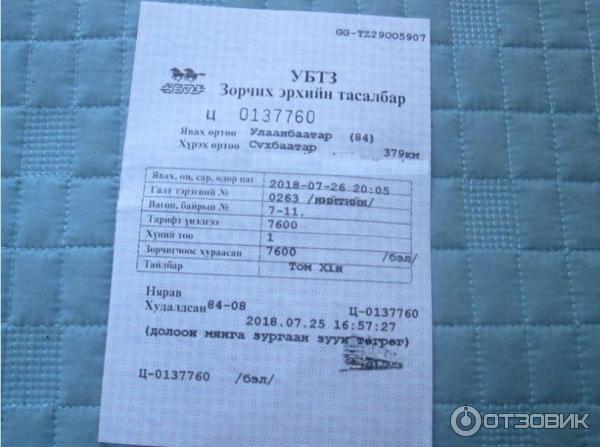 GG-TZ29005907
УБТЗ
УБТЗ
Зорчих эрхийн тасалбар
Ц 0137760
Явах өртөө Улаанбаатар (84)
Хүрэх өртөө Сүхбаатар 379км
Явах, он, сар, өдөр цаг 2018-07-26 20:05
Галт тэрэгний № 0263 /нийтийн/
Вагон, байрын № 7-11.
Тарифт үнэлгээ 7600
Хүний тоо 1
Зорчигчоос хураасан 7600 /бэл/
Тайлбар Том Хүн
Нярав
Худалдсан 84-08 Ц-0137760
2018.07.25 16:57:27
(долоон мянга зургаан зуун төгрөг)
Ц-0137760 /бэл/
ОТЗОВИК